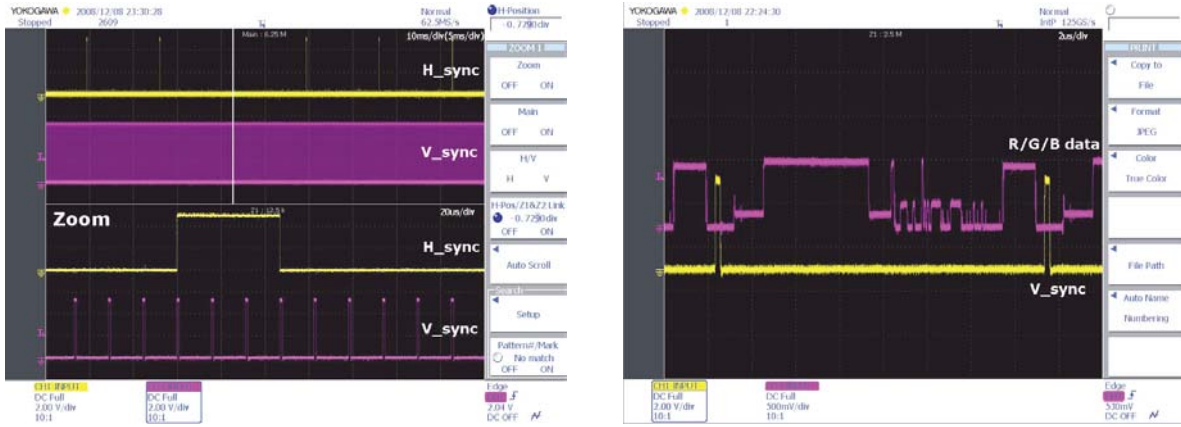 YOKOGAWA 2008/12/08 23:30:28 Normal
Stopped 2609 62.5MS/s
Main : 6.25 M 10ms/div(5ms/div)
H_sync
V_sync
Zoom
20us/div
H_sync
V_sync
H-Position
-0.7290div
ZOOM 1
Zoom
OFF ON
Main
OFF ON
H/V
H V
H-Pos/Z1&Z2 Link
-0.7290div
OFF ON
Auto Scroll
Search
Setup
Pattern#/Mark
No match
OFF ON
CH1 INPUT
DC Full
2.00 V/div
10:1
DC Full
2.00 V/div
10:1
Edge
2.04 V
DC OFF
YOKOGAWA 2008/12/08 22:24:30 Normal
Stopped 1 IntP 125GS/s
Z1 : 2.5 M 2us/div
R/G/B data
V_sync
PRINT
Copy to
File
Format
JPEG
Color
True Color
File Path
Auto Name
Numbering
CH1 INPUT
DC Full
2.00 V/div
10:1
DC Full
500mV/div
10:1
Edge
530mV
DC OFF